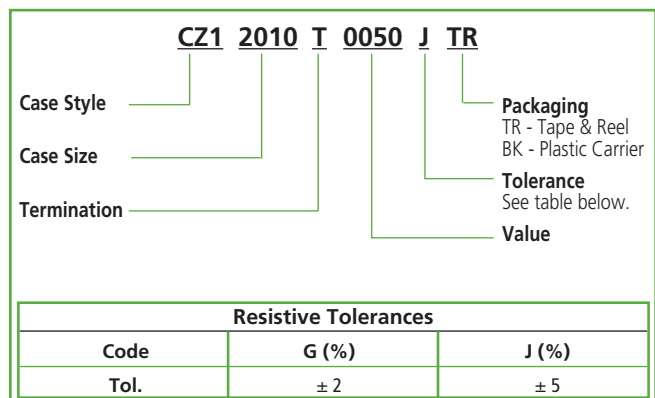 CZ1 2010 T 0050 J TR
Case Style
Case Size
Termination
Packaging
TR - Tape & Reel
BK - Plastic Carrier
Tolerance
See table below.
Value
Resistive Tolerances
Code G (%) J (%)
Tol. ± 2 ± 5